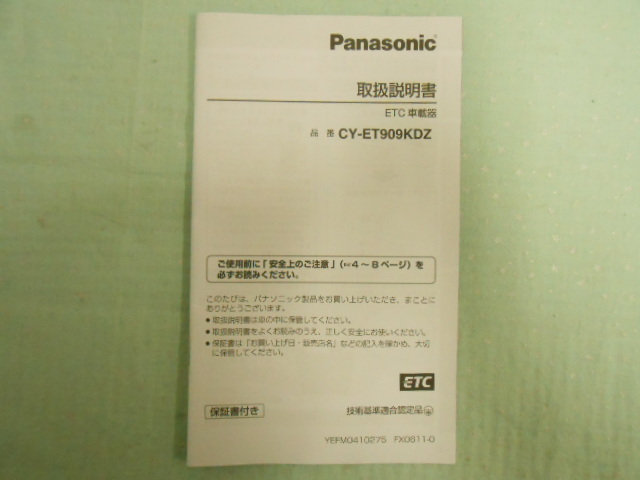 Panasonic
取扱説明書
ETC 車載器
品番 CY-ET909KDZ
ご使用前に「安全上のご注意」(☞4～8ページ)を
必ずお読みください。
このたびは、パナソニック製品をお買い上げいただき、まことに
ありがとうございます。
● 取扱説明書は車の中に保管してください。
● 取扱説明書をよくお読みのうえ、正しく安全にお使いください。
● 保証書は「お買い上げ日・販売店名」などの記入を確かめ、大切
に保管してください。
ETC
保証書付き
技術基準適合認定品
YEFM0410275 FX0611-0